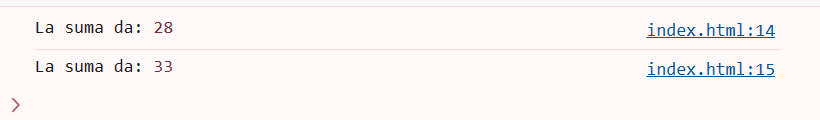 La suma da: 28 index.html:14
La suma da: 33 index.html:15
>